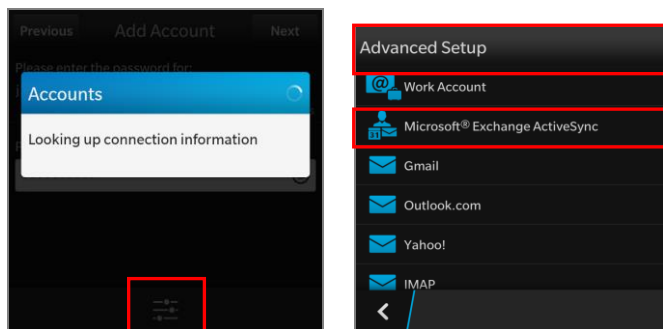 Previous Add Account Next
Please enter the password for:
Accounts
Looking up connection information
Advanced Setup
Work Account
Microsoft® Exchange ActiveSync
Gmail
Outlook.com
Yahoo!
IMAP